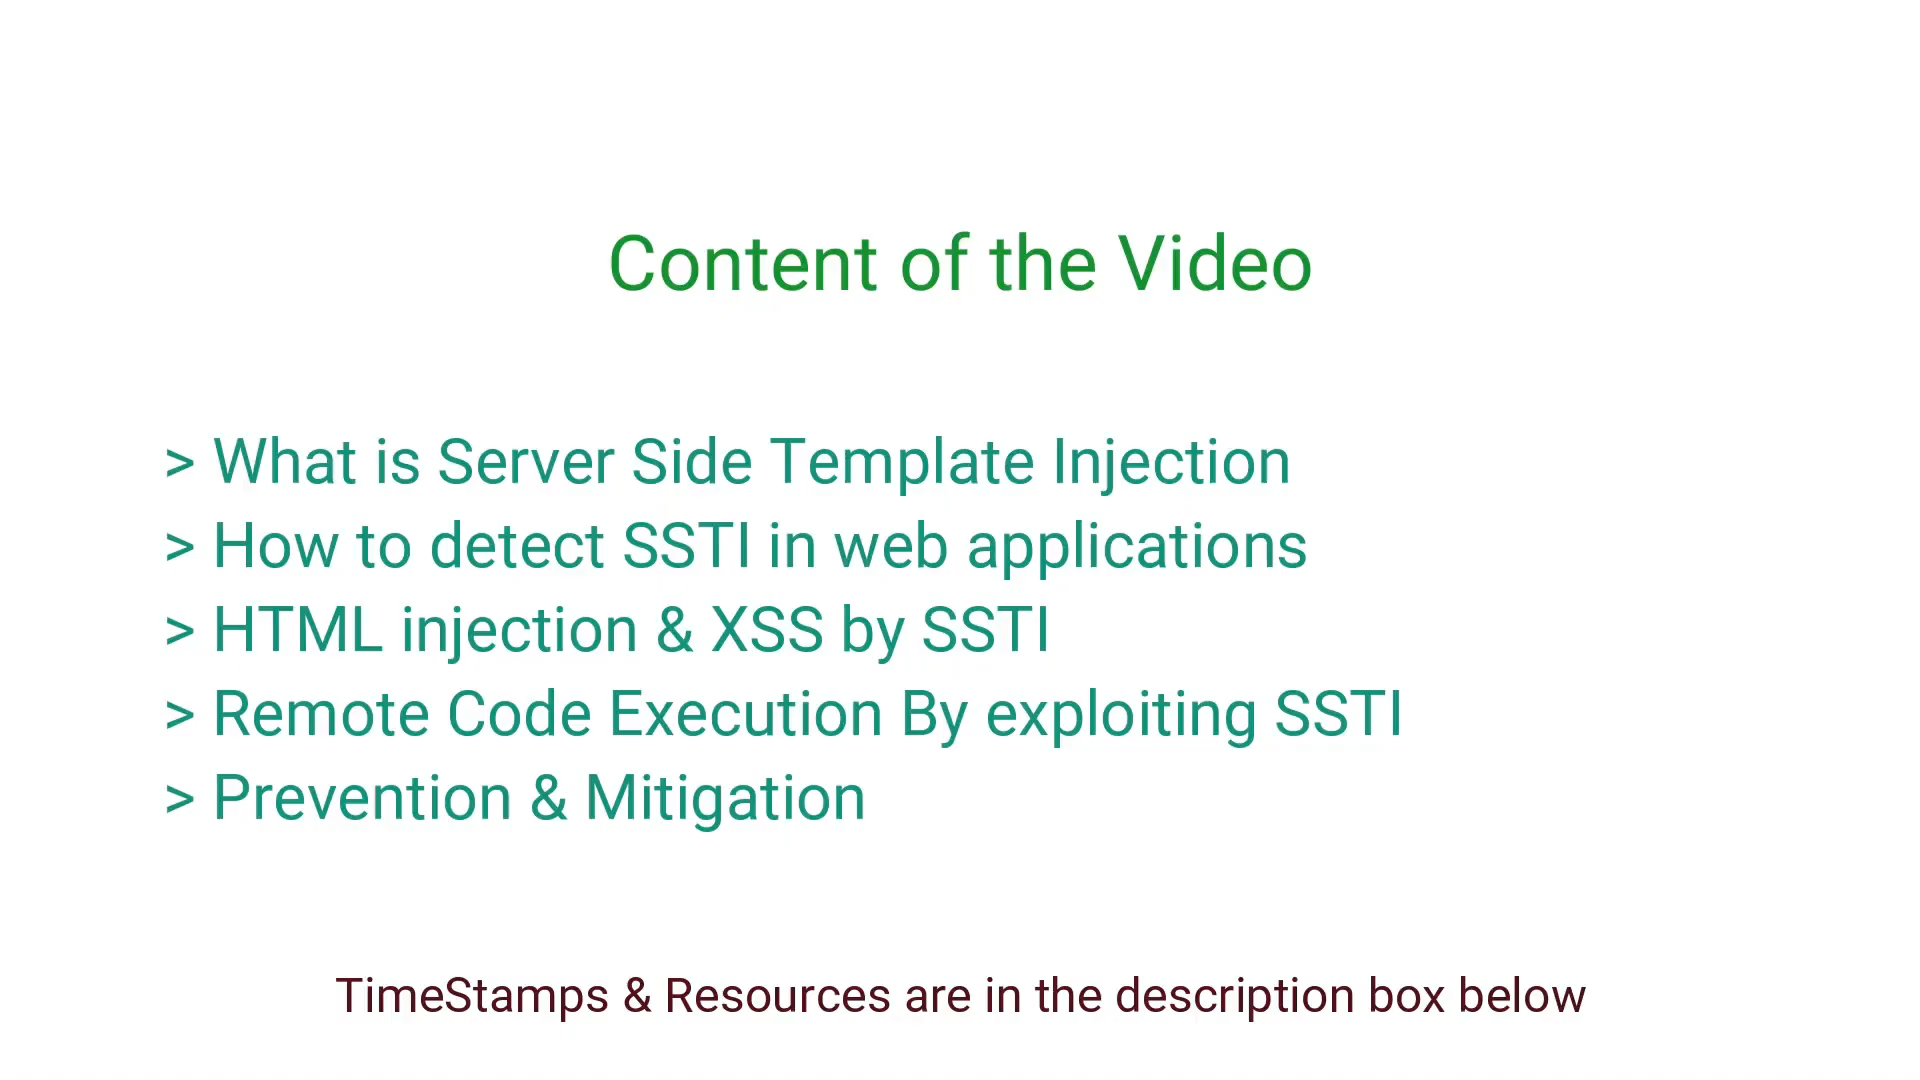 Content of the Video
> What is Server Side Template Injection
> How to detect SSTI in web applications
> HTML injection & XSS by SSTI
> Remote Code Execution By exploiting SSTI
> Prevention & Mitigation
TimeStamps & Resources are in the description box below